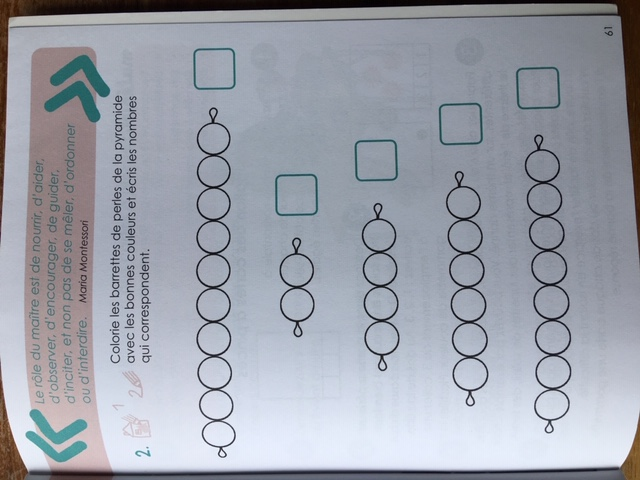 Le rôle du maître est de nourrir, d'aider,
d'observer, d'encourager, de guider,
d'inciter, et non pas de se mêler, d'ordonner
ou d'interdire. Maria Montessori
2. 1 2 Colorie les barrettes de perles de la pyramide
avec les bonnes couleurs et écris les nombres
qui correspondent.
61